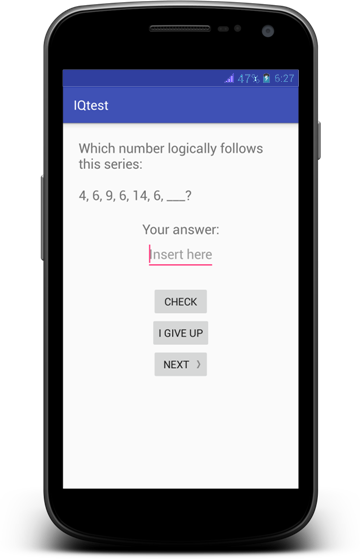 47% 6:27
IQtest
Which number logically follows
this series:
4, 6, 9, 6, 14, 6, ___?
Your answer:
Insert here
CHECK
I GIVE UP
NEXT 〉